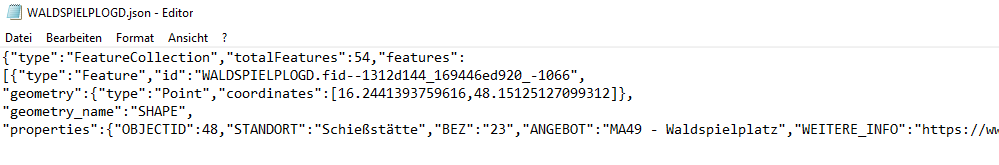 WALDSPIELPLOGD.json - Editor
Datei Bearbeiten Format Ansicht ?
{"type":"FeatureCollection","totalFeatures":54,"features":
[{"type":"Feature","id":"WALDSPIELPLOGD.fid--1312d144_169446ed920_-1066",
"geometry":{"type":"Point","coordinates":[16.2441393759616,48.15125127099312]},
"geometry_name":"SHAPE",
"properties":{"OBJECTID":48,"STANDORT":"Schießstätte","BEZ":"23","ANGEBOT":"MA49 - Waldspielplatz","WEITERE_INFO":"https://ww